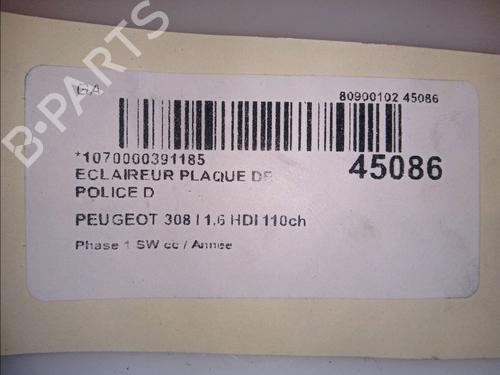 B-PARTS
GA
80900102 45086
*1070000391185
45086
ECLAIREUR PLAQUE DE
POLICE D
PEUGEOT 308 I 1.6 HDI 110ch
Phase 1 SW cc / Année